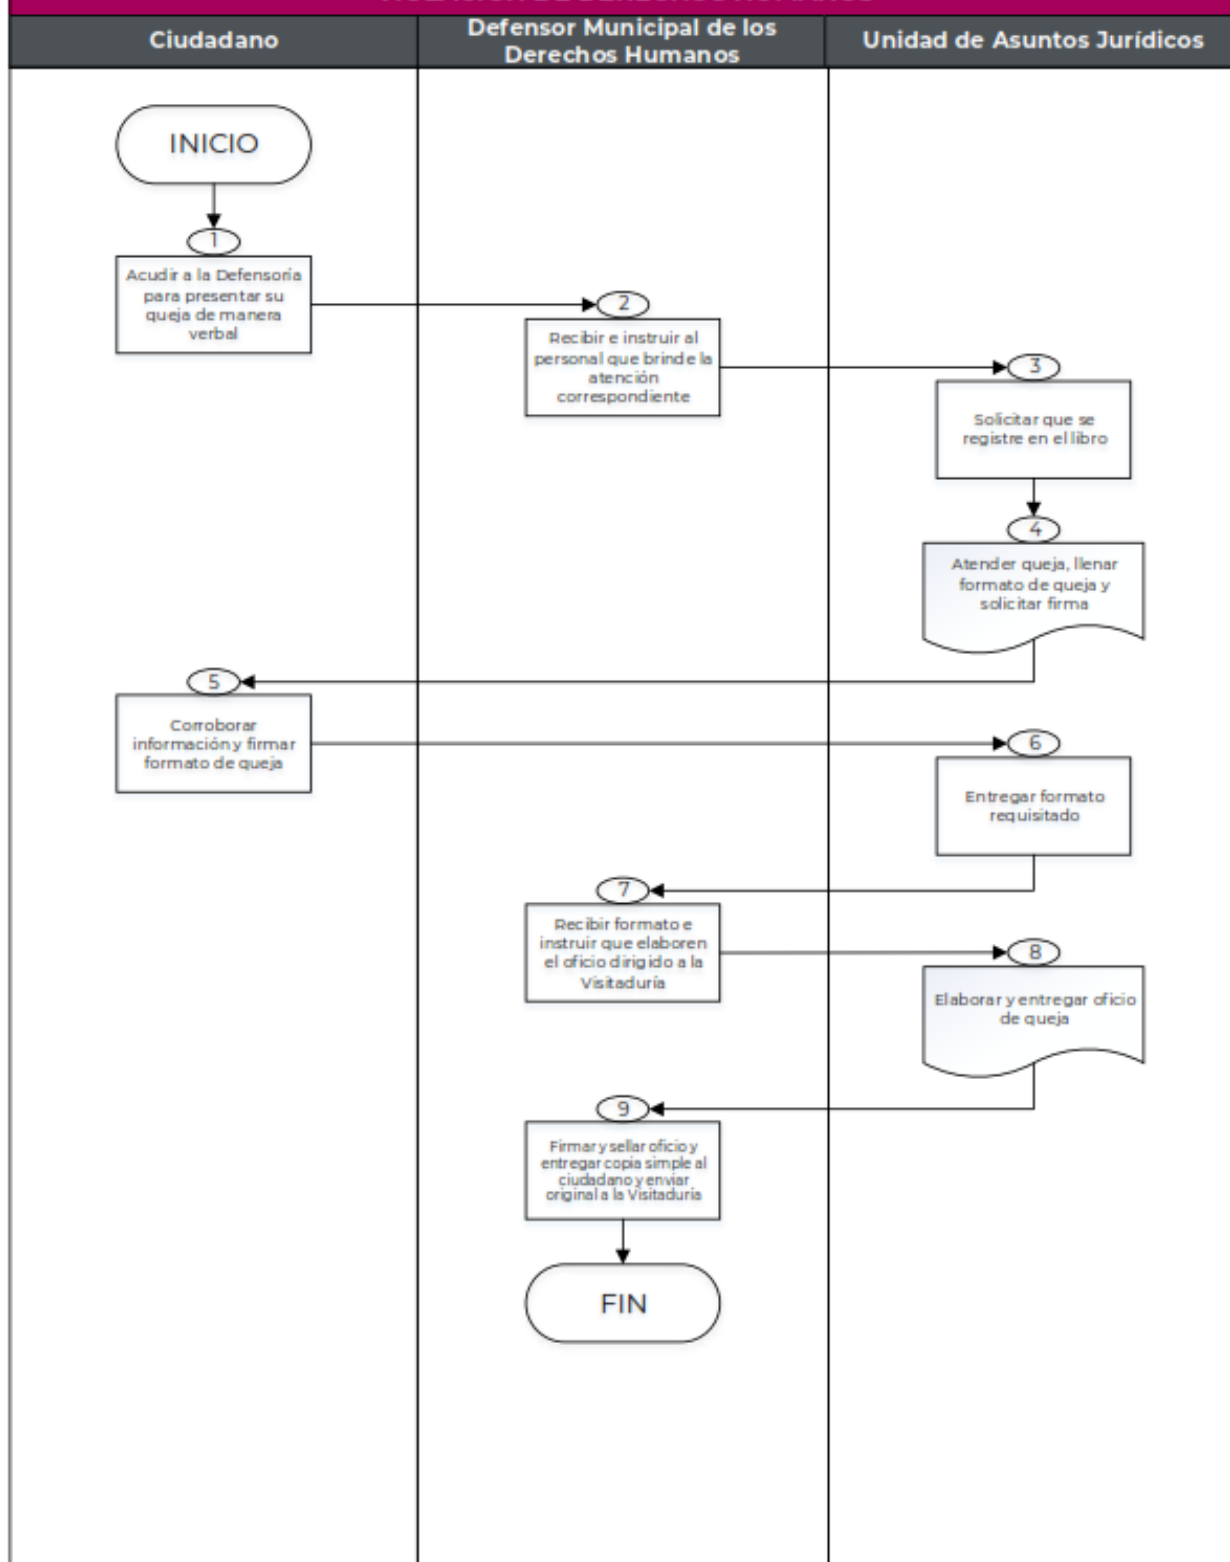 Ciudadano
Defensor Municipal de los
Derechos Humanos
Unidad de Asuntos Jurídicos
INICIO
1
Acudir a la Defensoría
para presentar su
queja de manera
verbal
2
Recibir e instruir al
personal que brinde la
atención
correspondiente
3
Solicitar que se
registre en el libro
4
Atender queja, llenar
formato de queja y
solicitar firma
5
Corroborar
información y firmar
formato de queja
6
Entregar formato
requisitado
7
Recibir formato e
instruir que elaboren
el oficio dirigido a la
Visitaduría
8
Elaborar y entregar oficio
de queja
9
Firmar y sellar oficio y
entregar copia simple al
ciudadano y enviar
original a la Visitaduría
FIN